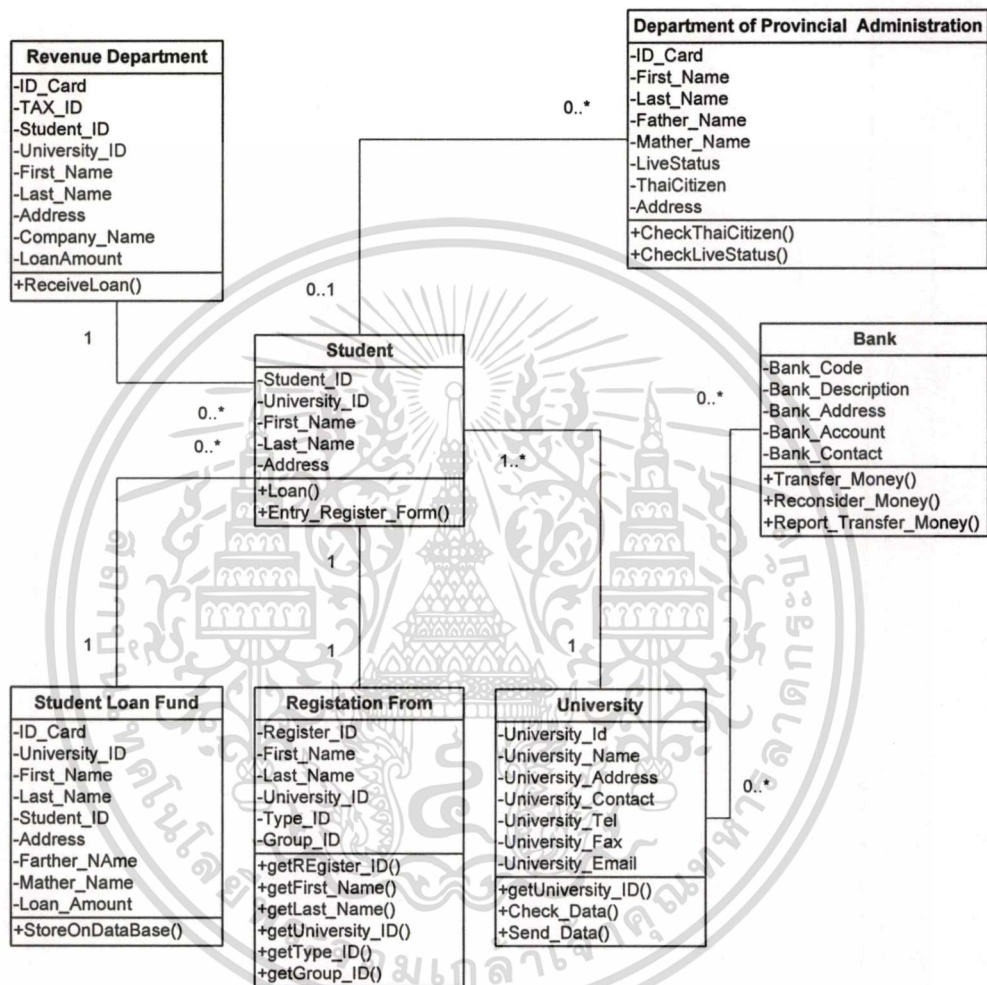 Department of Provincial Administration
-ID_Card
-First_Name
-Last_Name
-Father_Name
-Mather_Name
-LiveStatus
-ThaiCitizen
-Address
+CheckThaiCitizen()
+CheckLiveStatus()
Revenue Department
-ID_Card
-TAX_ID
-Student_ID
-University_ID
-First_Name
-Last_Name
-Address
-Company_Name
-LoanAmount
+ReceiveLoan()
0..*
0..1
1
Student
-Student_ID
-University_ID
-First_Name
-Last_Name
-Address
+Loan()
+Entry_Register_Form()
0..*
0..*
1..*
0..*
Bank
-Bank_Code
-Bank_Description
-Bank_Address
-Bank_Account
-Bank_Contact
+Transfer_Money()
+Reconsider_Money()
+Report_Transfer_Money()
1
1
1
1
0..*
Student Loan Fund
-ID_Card
-University_ID
-First_Name
-Last_Name
-Student_ID
-Address
-Farther_NAme
-Mather_Name
-Loan_Amount
+StoreOnDataBase()
Registation From
-Register_ID
-First_Name
-Last_Name
-University_ID
-Type_ID
-Group_ID
+getREgister_ID()
+getFirst_Name()
+getLast_Name()
+getUniversity_ID()
+getType_ID()
+getGroup_ID()
University
-University_Id
-University_Name
-University_Address
-University_Contact
-University_Tel
-University_Fax
-University_Email
+getUniversity_ID()
+Check_Data()
+Send_Data()